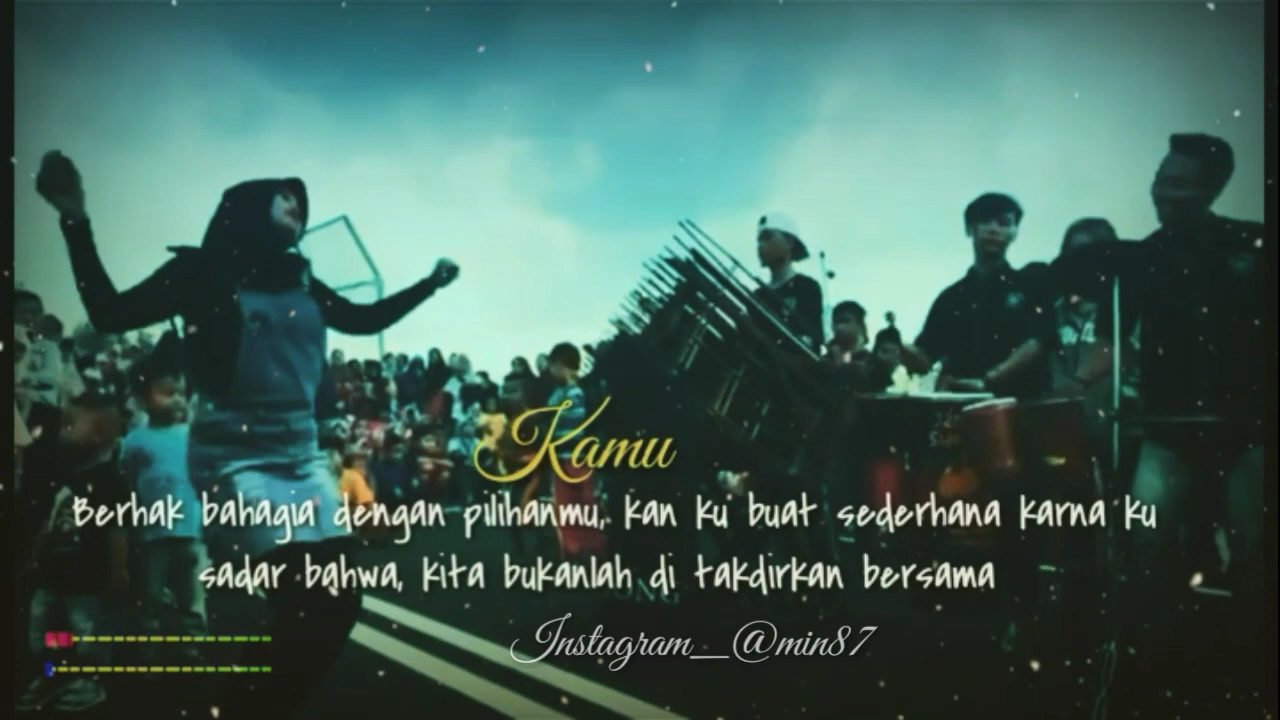 Kamu
Berhak bahagia dengan pilihanmu, kan ku buat sederhana karna ku
sadar bahwa, kita bukanlah di takdirkan bersama
Instagram__@min87